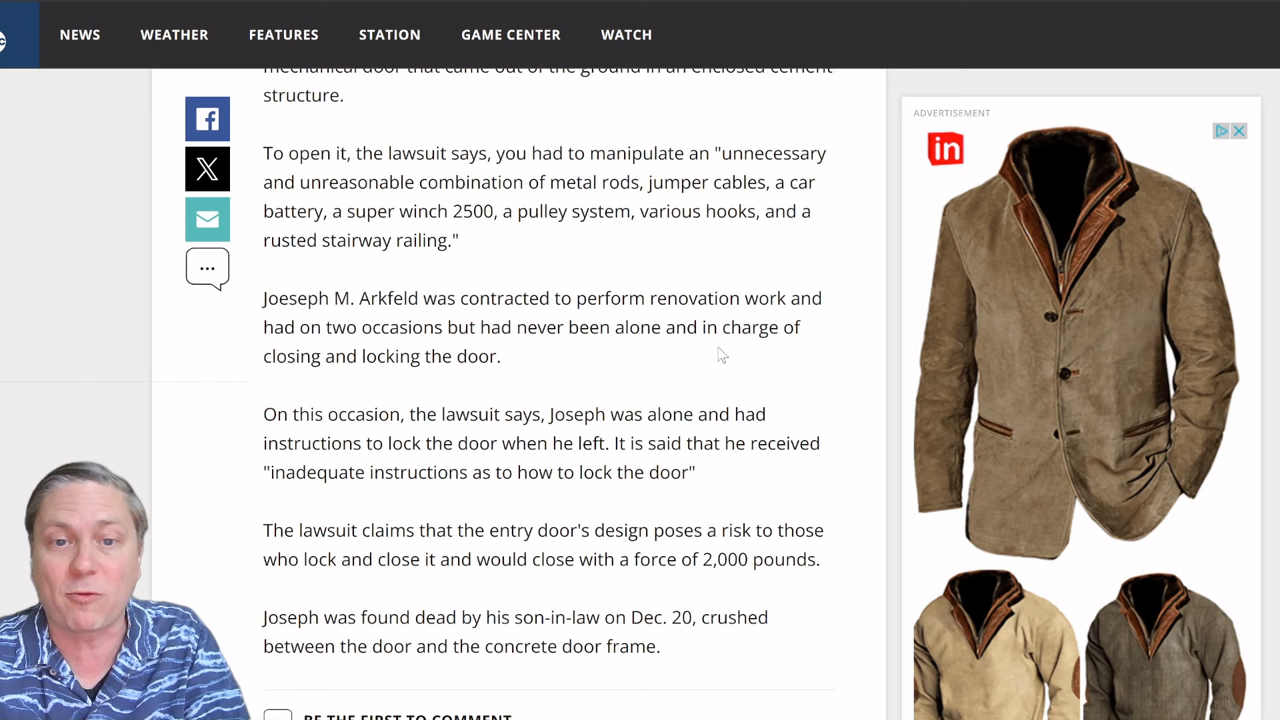 NEWS WEATHER FEATURES STATION GAME CENTER WATCH
mechanical door that came out of the ground in an enclosed cement
structure.
ADVERTISEMENT
in
To open it, the lawsuit says, you had to manipulate an "unnecessary
and unreasonable combination of metal rods, jumper cables, a car
battery, a super winch 2500, a pulley system, various hooks, and a
rusted stairway railing."
Joeseph M. Arkfeld was contracted to perform renovation work and
had on two occasions but had never been alone and in charge of
closing and locking the door.
On this occasion, the lawsuit says, Joseph was alone and had
instructions to lock the door when he left. It is said that he received
"inadequate instructions as to how to lock the door"
The lawsuit claims that the entry door's design poses a risk to those
who lock and close it and would close with a force of 2,000 pounds.
Joseph was found dead by his son-in-law on Dec. 20, crushed
between the door and the concrete door frame.
BE THE FIRST TO COMMENT